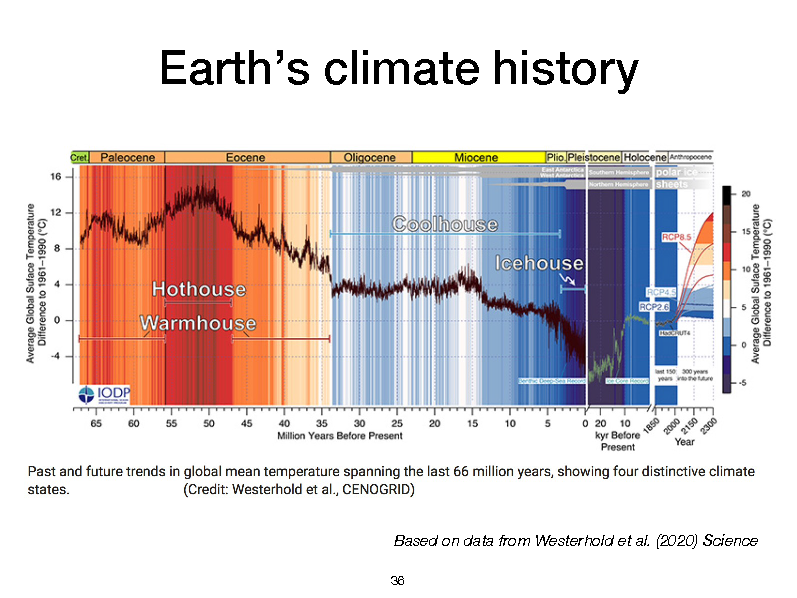 Earth's climate history
Cret. Paleocene Eocene Oligocene Miocene Plio. Pleistocene Holocene Anthropocene
East Antarctica
West Antarctica
Southern Hemisphere
Northern Hemisphere
polar ice
sheets
16
12
8
4
0
-4
Average Global Suface Temperature
Difference to 1961–1990 (°C)
Coolhouse
Icehouse
Hothouse
Warmhouse
RCP8.5
RCP4.5
RCP2.6
HadCRUT4
IODP
Benthic Deep-Sea Record
Ice Core Record
last 150 years
300 years into the future
20
15
10
5
0
-5
Average Global Suface Temperature
Difference to 1961–1990 (°C)
65 60 55 50 45 40 35 30 25 20 15 10 5 0 20 10 1850 2000 2150 2300
Million Years Before Present
kyr Before
Present
Year
Past and future trends in global mean temperature spanning the last 66 million years, showing four distinctive climate
states. (Credit: Westerhold et al., CENOGRID)
Based on data from Westerhold et al. (2020) Science
36